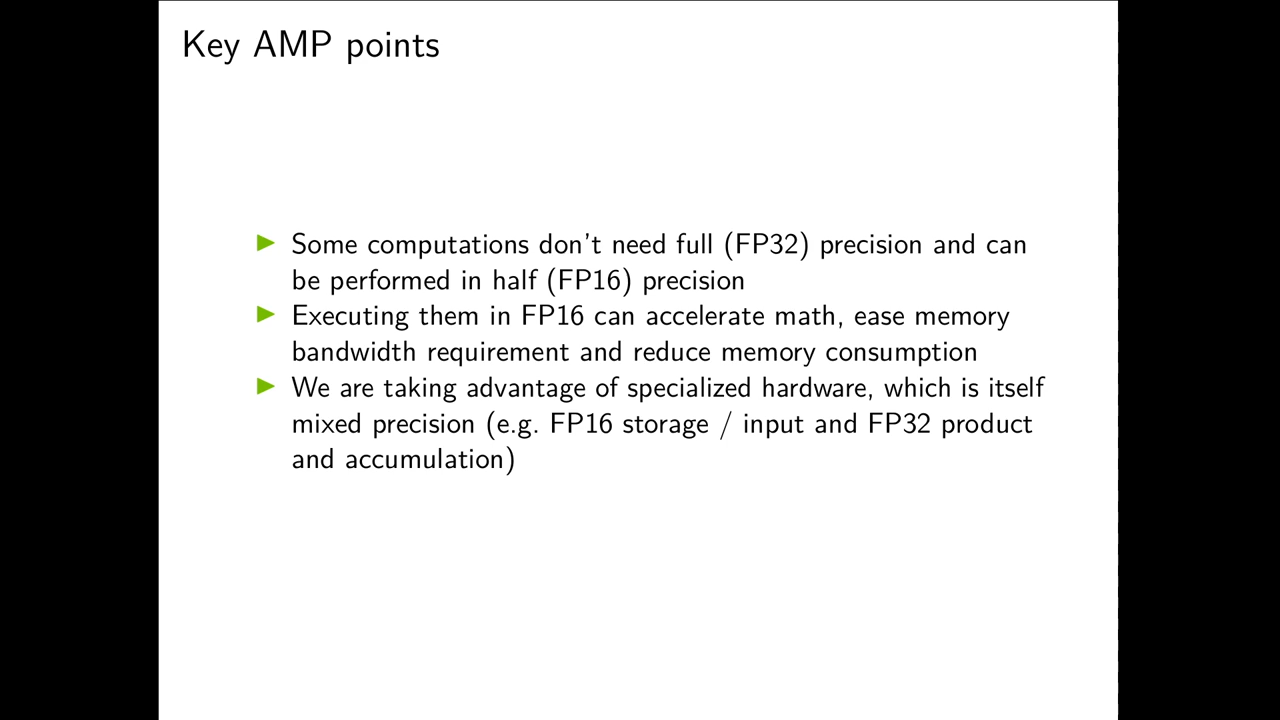 Key AMP points
Some computations don't need full (FP32) precision and can
be performed in half (FP16) precision
Executing them in FP16 can accelerate math, ease memory
bandwidth requirement and reduce memory consumption
We are taking advantage of specialized hardware, which is itself
mixed precision (e.g. FP16 storage / input and FP32 product
and accumulation)